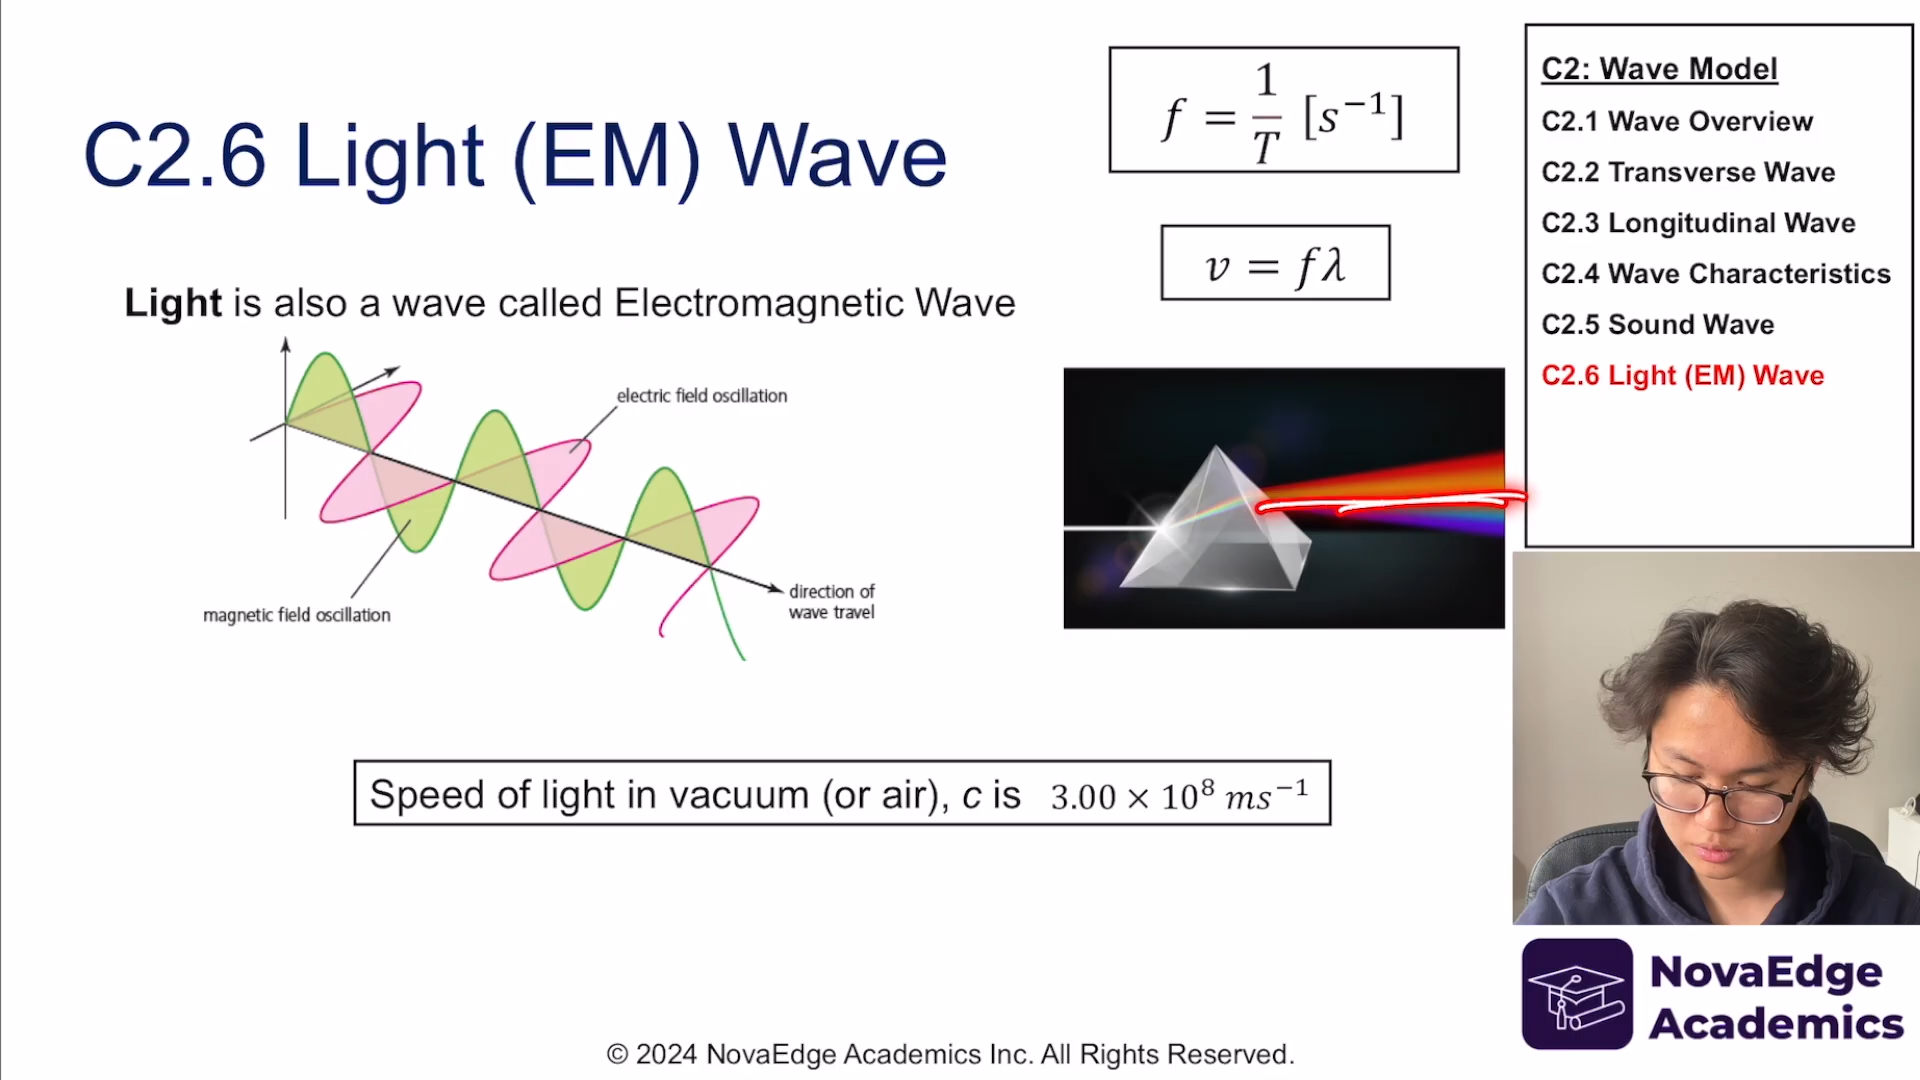 C2.6 Light (EM) Wave
f = 1/T [s⁻¹]
v = fλ
Light is also a wave called Electromagnetic Wave
electric field oscillation
magnetic field oscillation
direction of
wave travel
Speed of light in vacuum (or air), c is 3.00 × 10⁸ ms⁻¹
C2: Wave Model
C2.1 Wave Overview
C2.2 Transverse Wave
C2.3 Longitudinal Wave
C2.4 Wave Characteristics
C2.5 Sound Wave
C2.6 Light (EM) Wave
NovaEdge
Academics
© 2024 NovaEdge Academics Inc. All Rights Reserved.